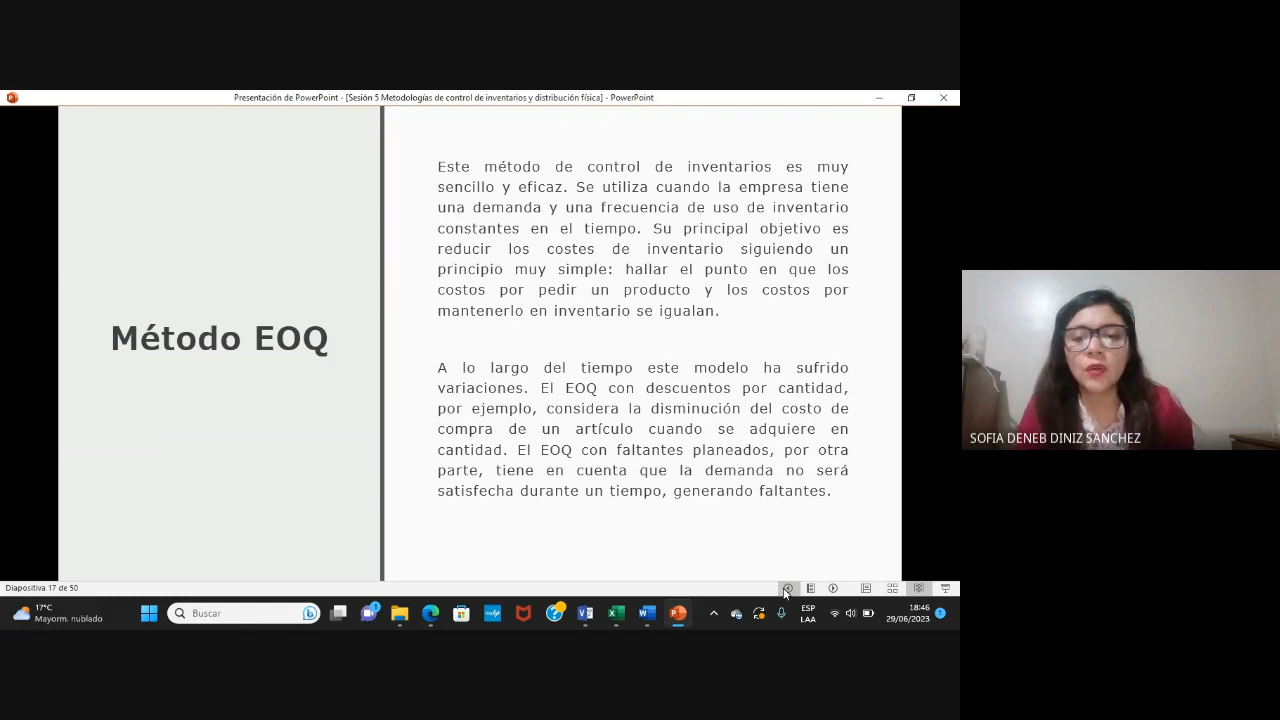 Presentación de PowerPoint - [Sesión 5 Metodologías de control de inventarios y distribución física] - PowerPoint
Método EOQ
Este método de control de inventarios es muy
sencillo y eficaz. Se utiliza cuando la empresa tiene
una demanda y una frecuencia de uso de inventario
constantes en el tiempo. Su principal objetivo es
reducir los costes de inventario siguiendo un
principio muy simple: hallar el punto en que los
costos por pedir un producto y los costos por
mantenerlo en inventario se igualan.
A lo largo del tiempo este modelo ha sufrido
variaciones. El EOQ con descuentos por cantidad,
por ejemplo, considera la disminución del costo de
compra de un artículo cuando se adquiere en
cantidad. El EOQ con faltantes planeados, por otra
parte, tiene en cuenta que la demanda no será
satisfecha durante un tiempo, generando faltantes.
SOFIA DENEB DINIZ SANCHEZ
Diapositiva 17 de 50
17°C
Mayorm. nublado
Buscar
ESP
LAA
18:46
29/06/2023